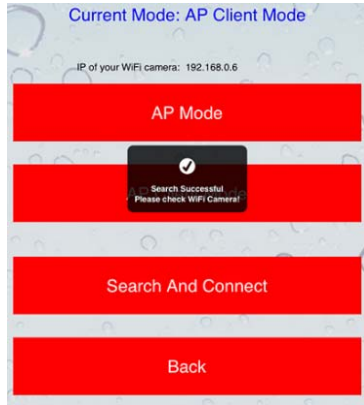 Current Mode: AP Client Mode
IP of your WiFi camera: 192.168.0.6
AP Mode
Search Successful
Please check WiFi Camera!
Search And Connect
Back